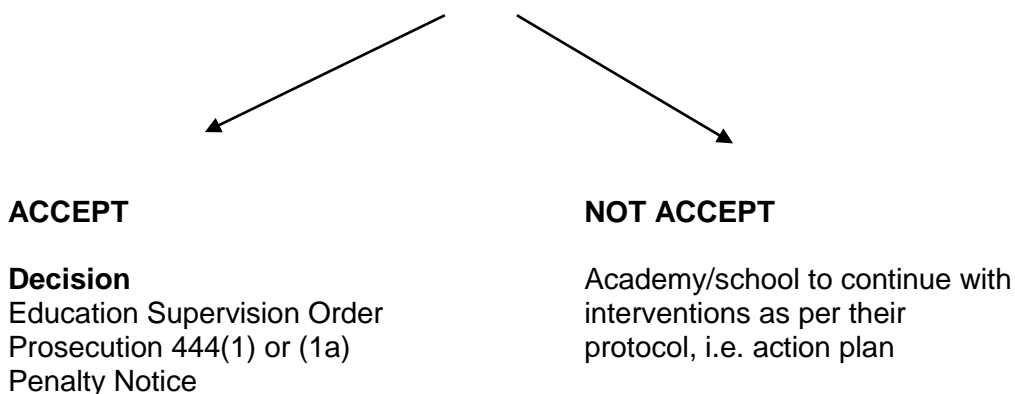 ACCEPT
Decision
Education Supervision Order
Prosecution 444(1) or (1a)
Penalty Notice
NOT ACCEPT
Academy/school to continue with
interventions as per their
protocol, i.e. action plan